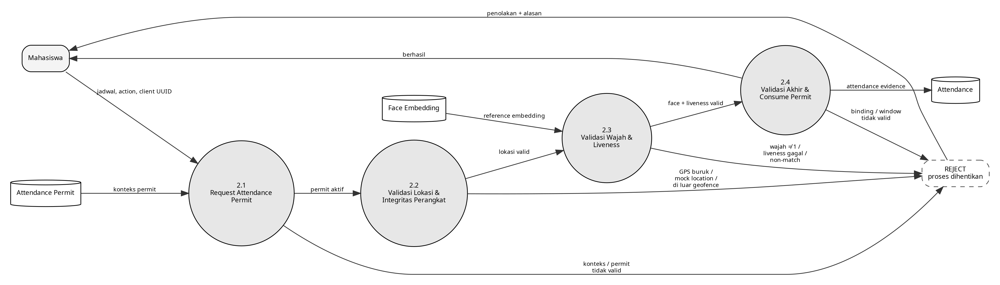 penolakan + alasan
Mahasiswa
berhasil
jadwal, action, client UUID
2.4
Validasi Akhir &
Consume Permit
attendance evidence
Attendance
Face Embedding
reference embedding
face + liveness valid
binding / window
tidak valid
2.3
Validasi Wajah &
Liveness
lokasi valid
wajah ≠ 1 /
liveness gagal /
non-match
REJECT
proses dihentikan
GPS buruk /
mock location /
di luar geofence
Attendance Permit
konteks permit
2.1
Request Attendance
Permit
permit aktif
2.2
Validasi Lokasi &
Integritas Perangkat
konteks / permit
tidak valid